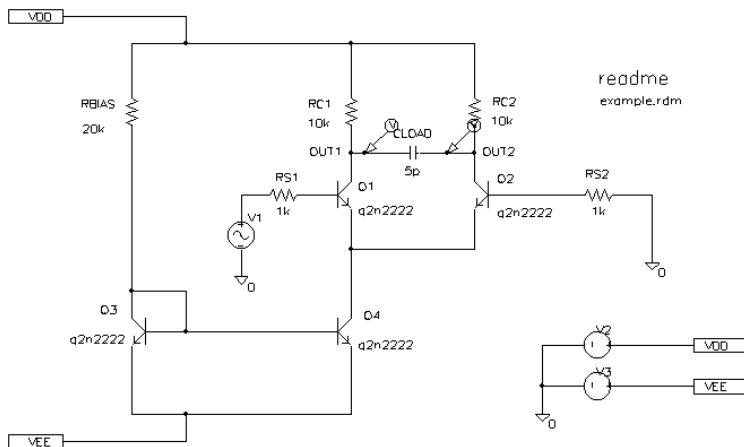 VDD
readme
example.rdm
RBIAS
20k
RC1
10k
RC2
10k
V
V
CLOAD
5p
OUT1
OUT2
RS1
1k
Q1
q2n2222
Q2
q2n2222
RS2
1k
V1
+
-
0
0
Q3
q2n2222
Q4
q2n2222
V2
VDD
V3
VEE
0
VEE